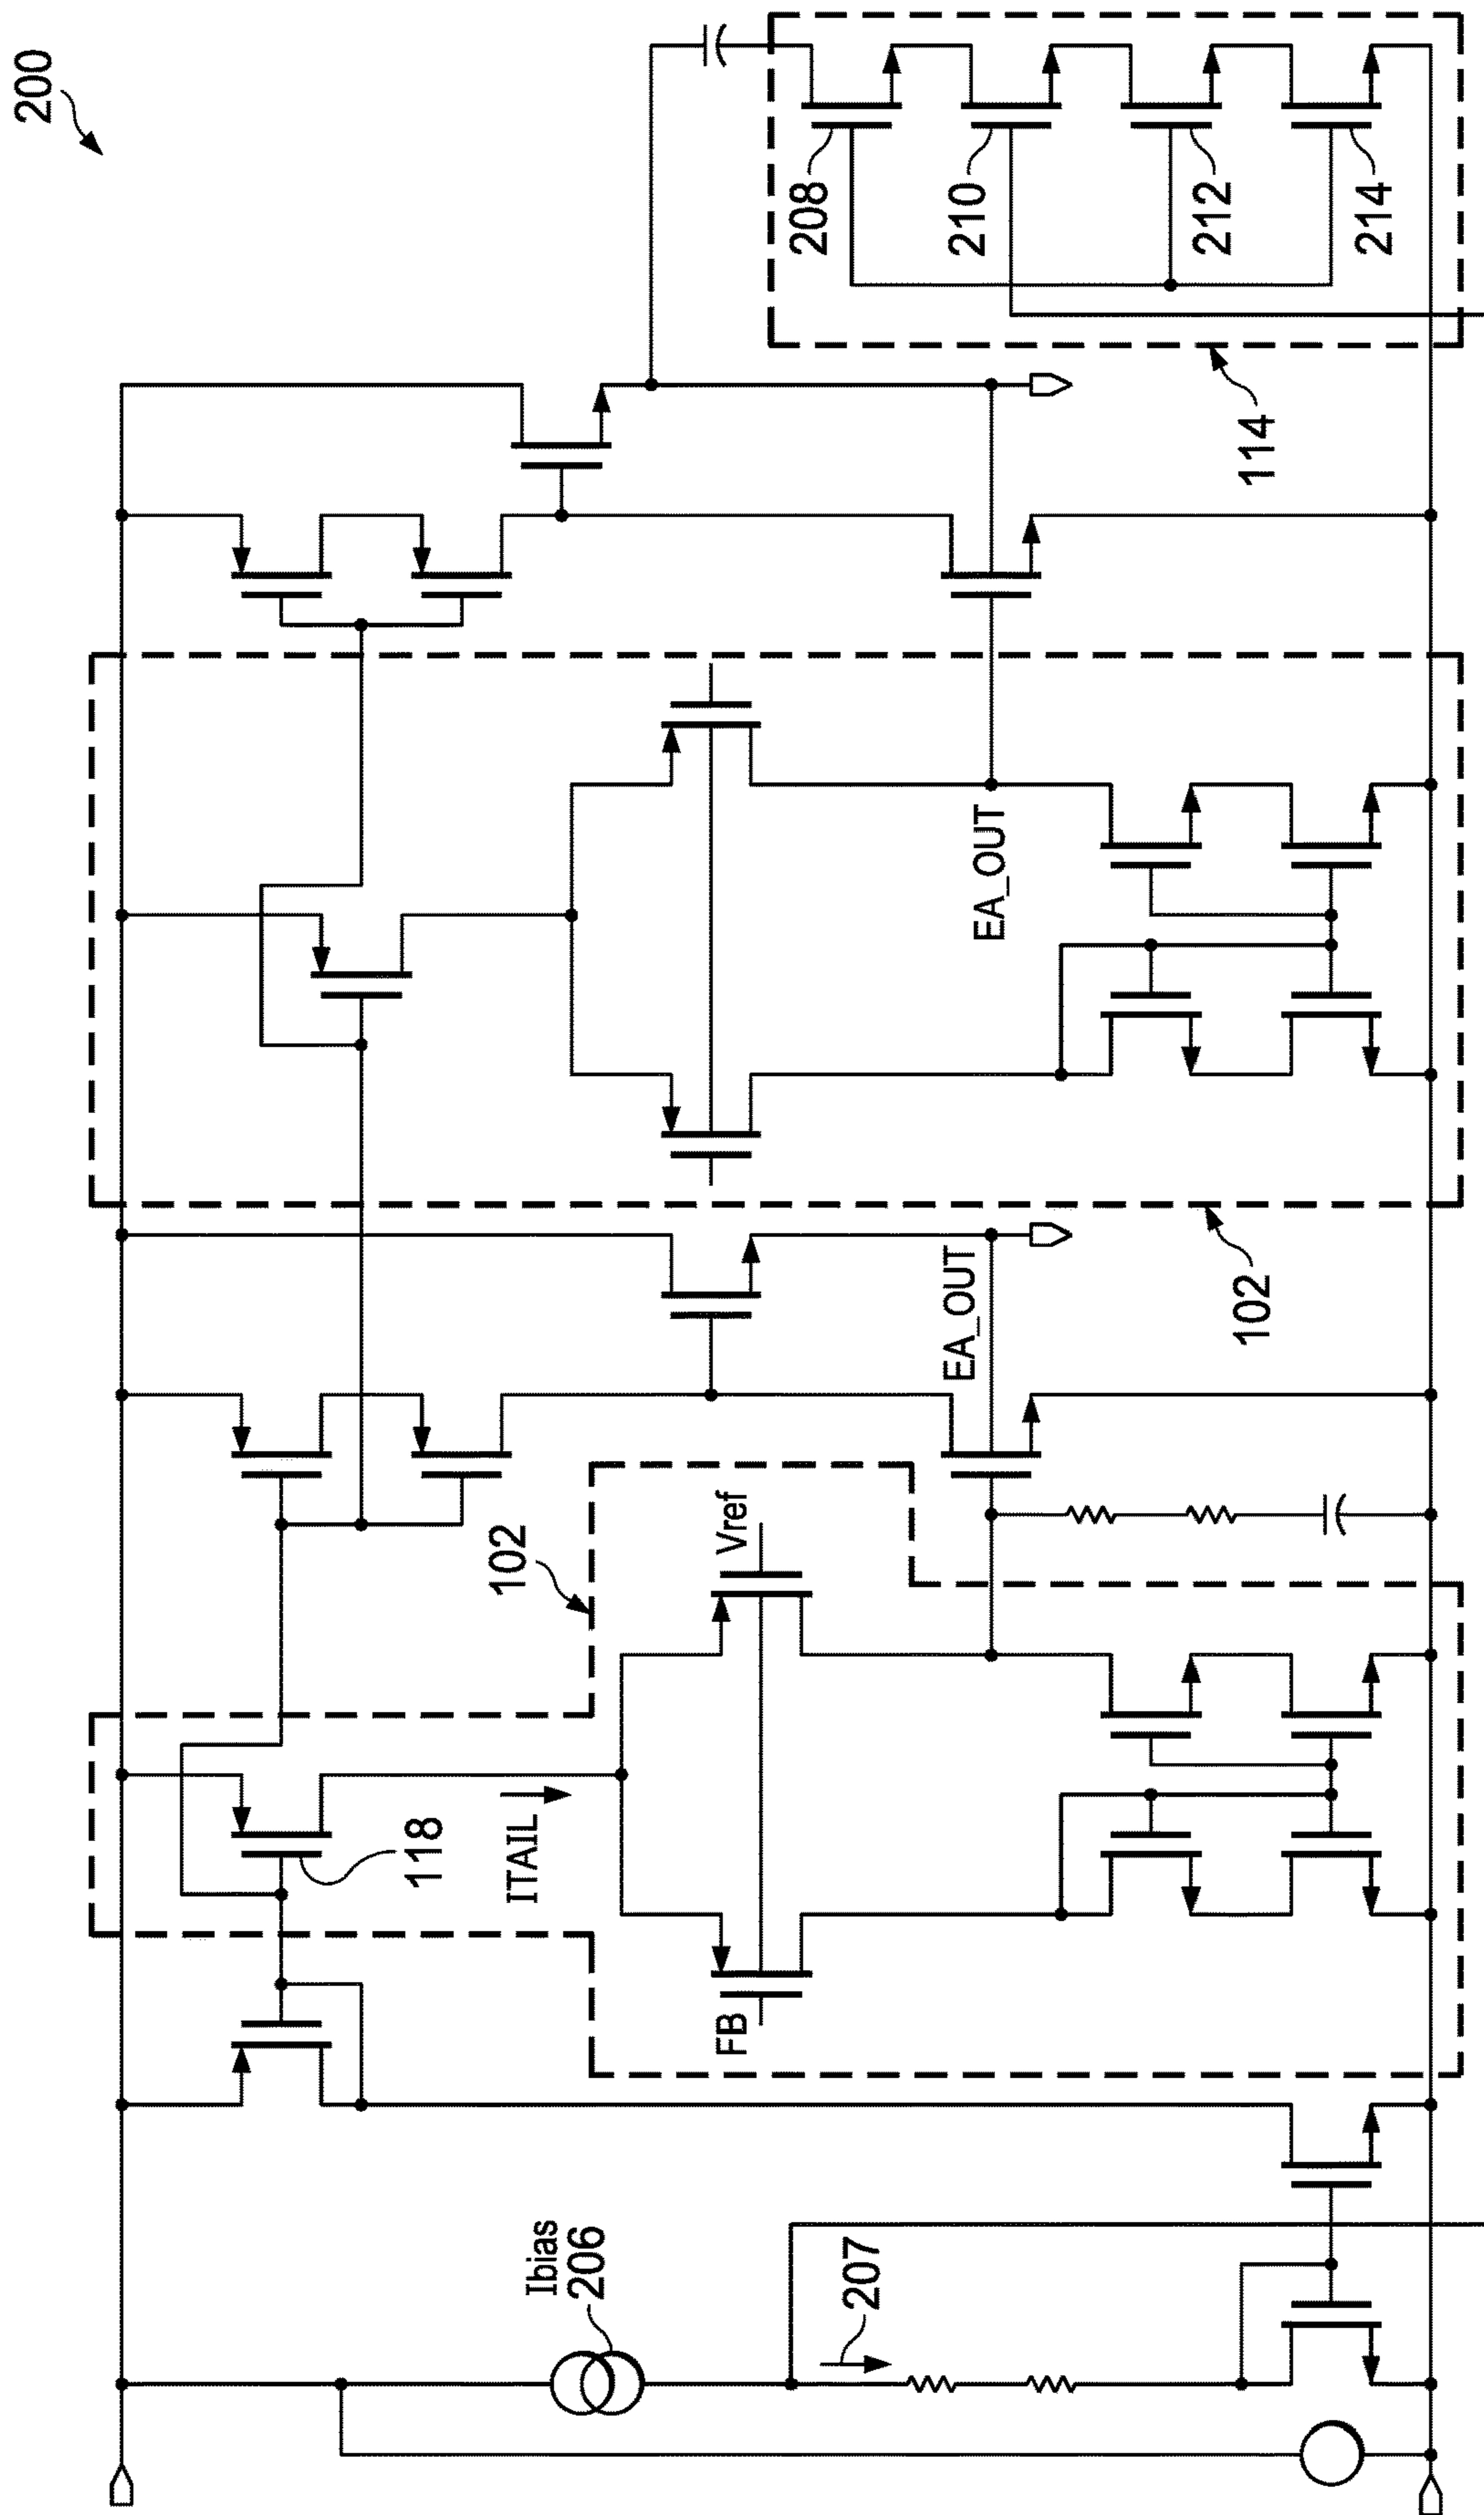 200
208
210
212
214
114
EA_OUT
102
EA_OUT
102
Vref
118
ITAIL
FB
Ibias
206
207